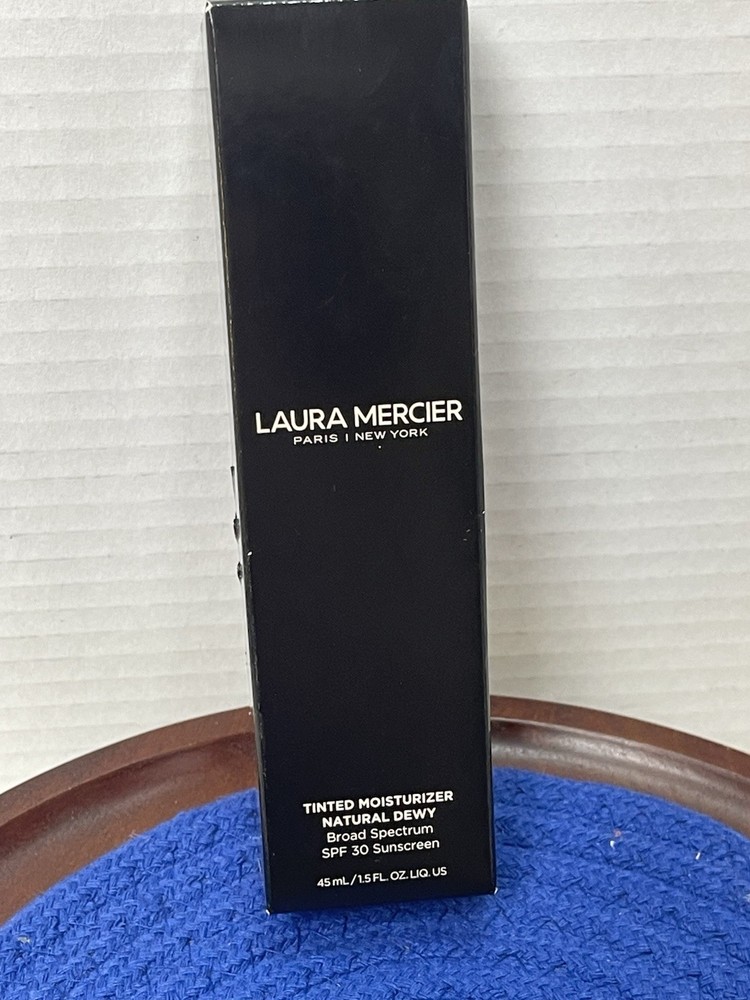 LAURA MERCIER
PARIS | NEW YORK
TINTED MOISTURIZER
NATURAL DEWY
Broad Spectrum
SPF 30 Sunscreen
45 mL / 1.5 FL. OZ. LIQ. US